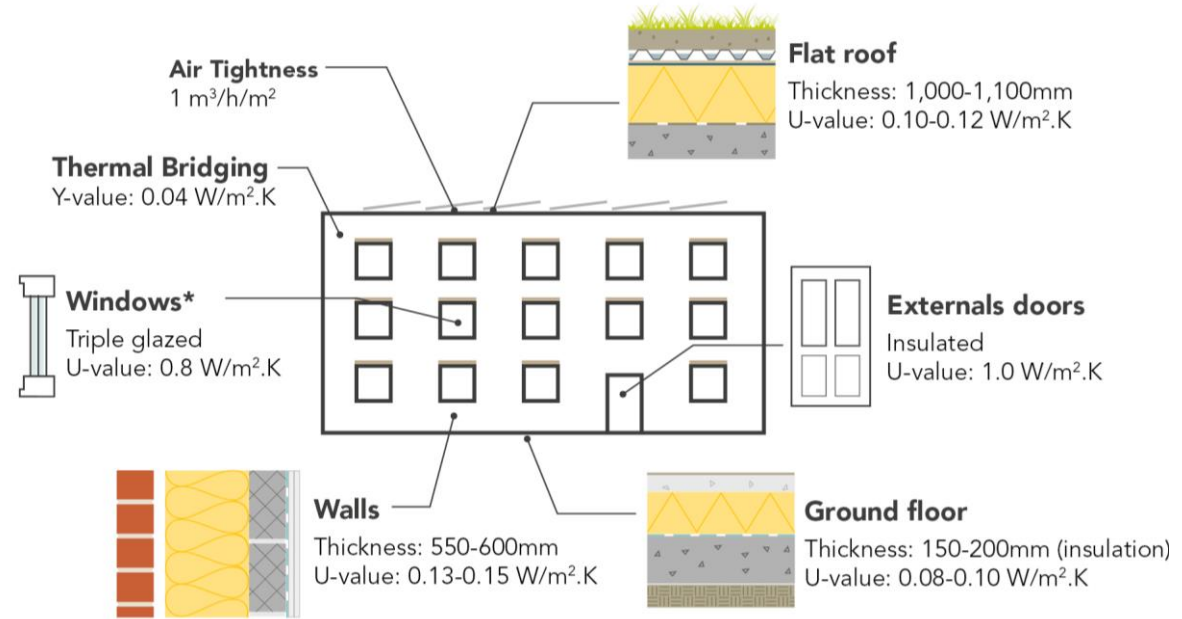 Air Tightness
1 m³/h/m²
Flat roof
Thickness: 1,000-1,100mm
U-value: 0.10-0.12 W/m².K
Thermal Bridging
Y-value: 0.04 W/m².K
Windows*
Triple glazed
U-value: 0.8 W/m².K
Externals doors
Insulated
U-value: 1.0 W/m².K
Walls
Thickness: 550-600mm
U-value: 0.13-0.15 W/m².K
Ground floor
Thickness: 150-200mm (insulation)
U-value: 0.08-0.10 W/m².K